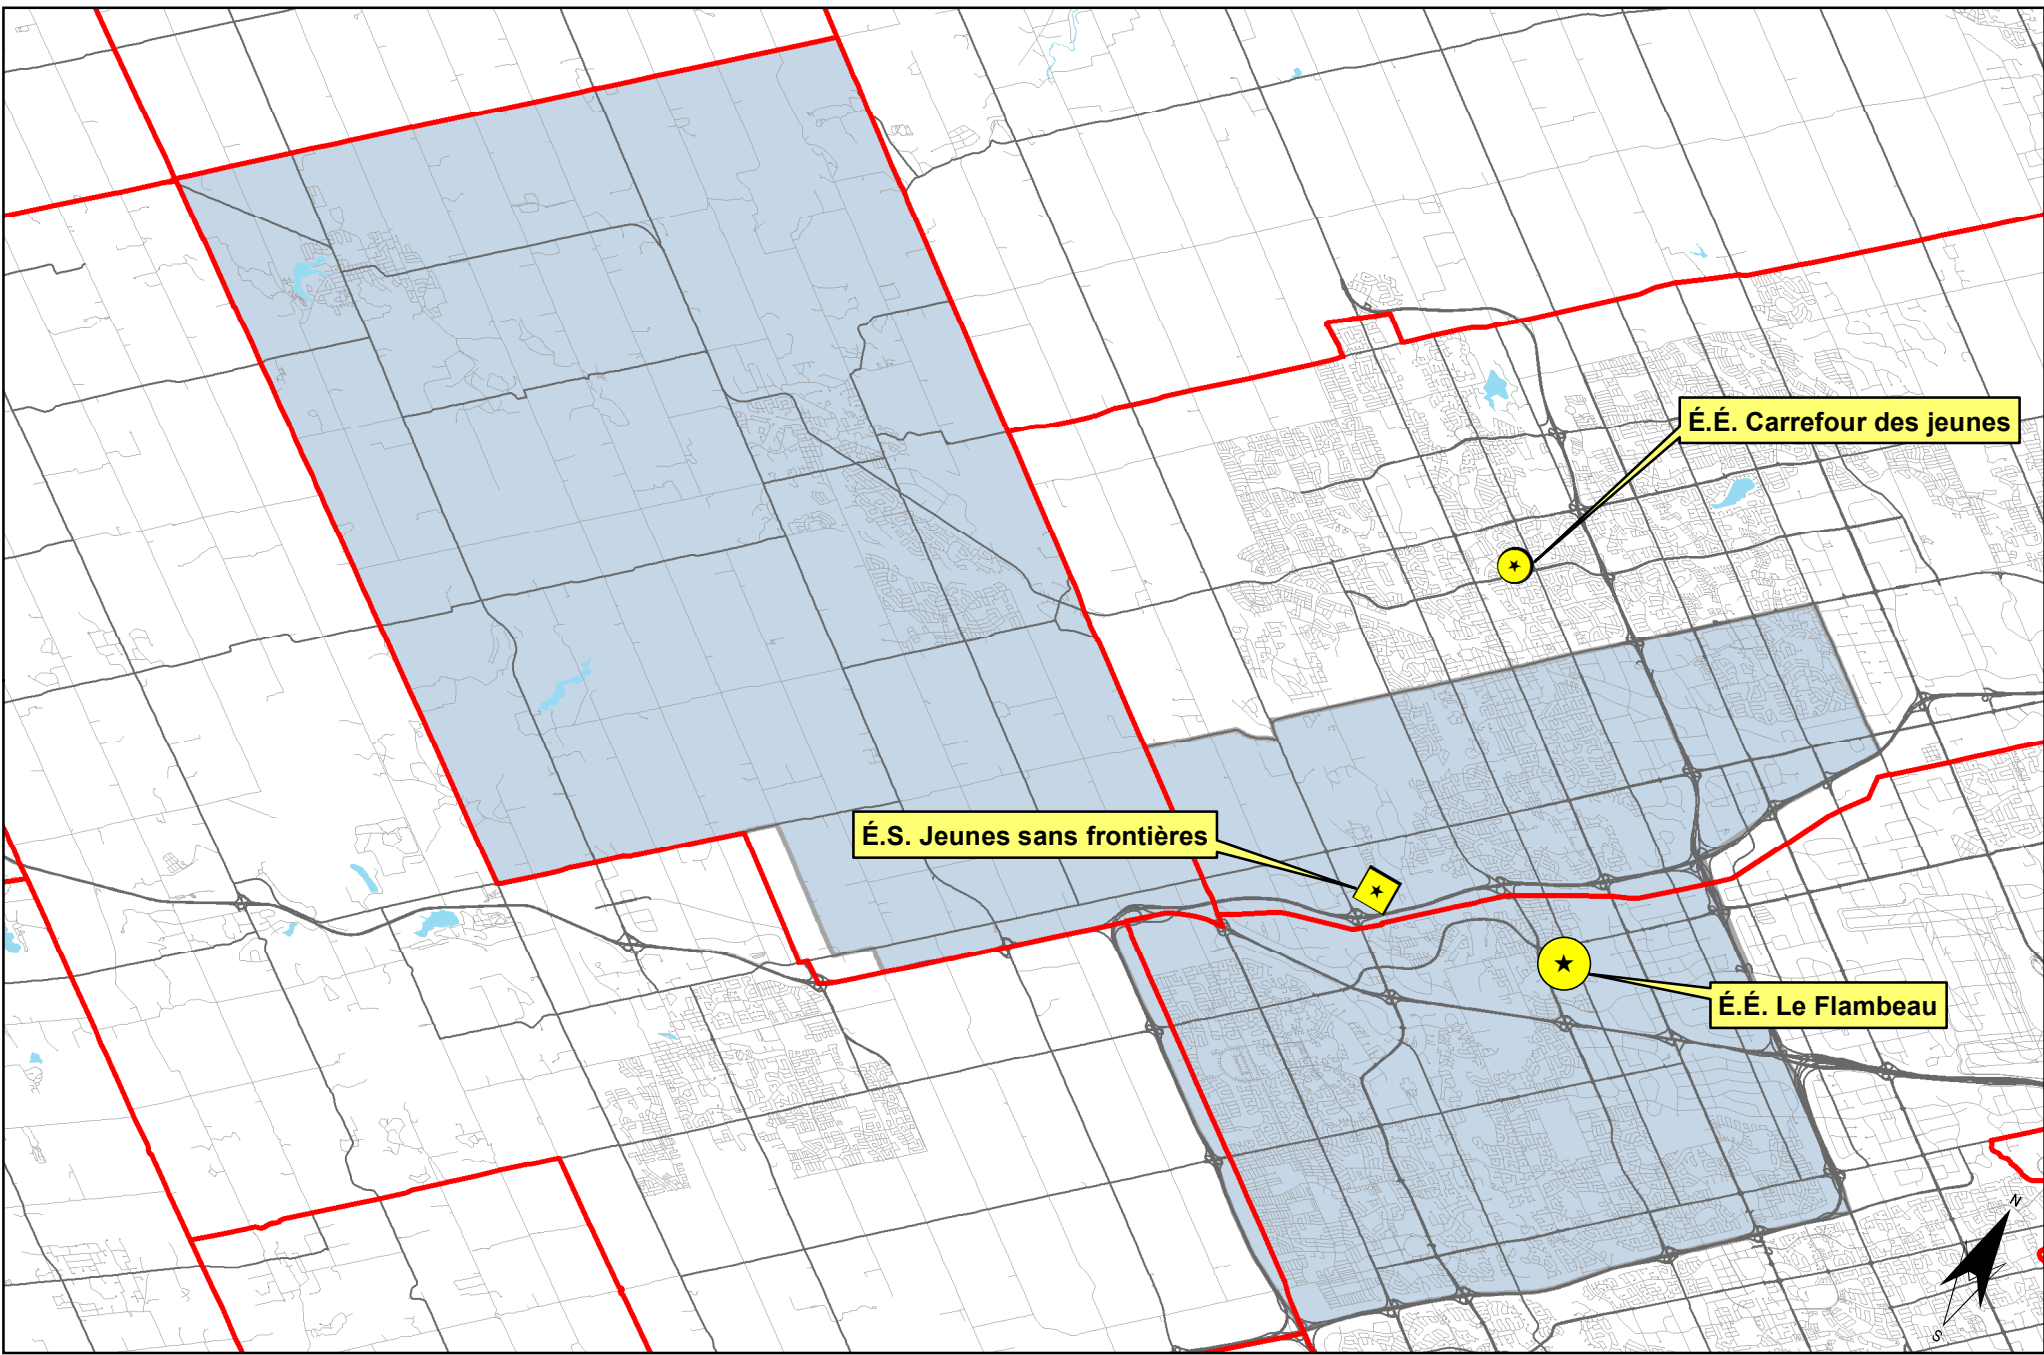 É.É. Carrefour des jeunes
É.S. Jeunes sans frontières
É.É. Le Flambeau
N
S